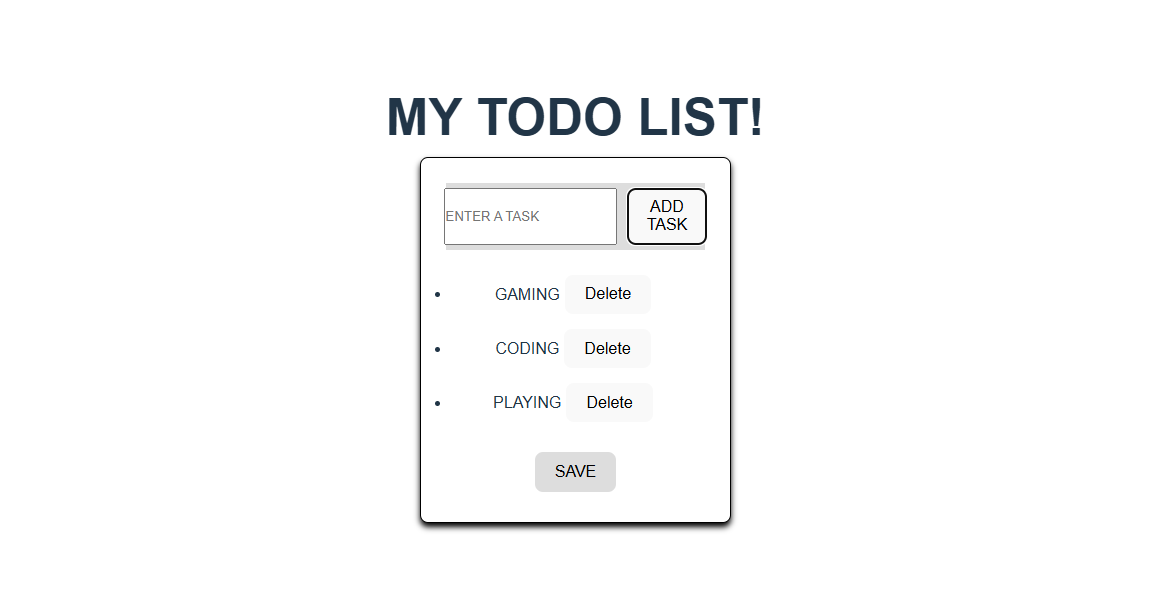 MY TODO LIST!
ENTER A TASK
ADD
TASK
GAMING Delete
CODING Delete
PLAYING Delete
SAVE